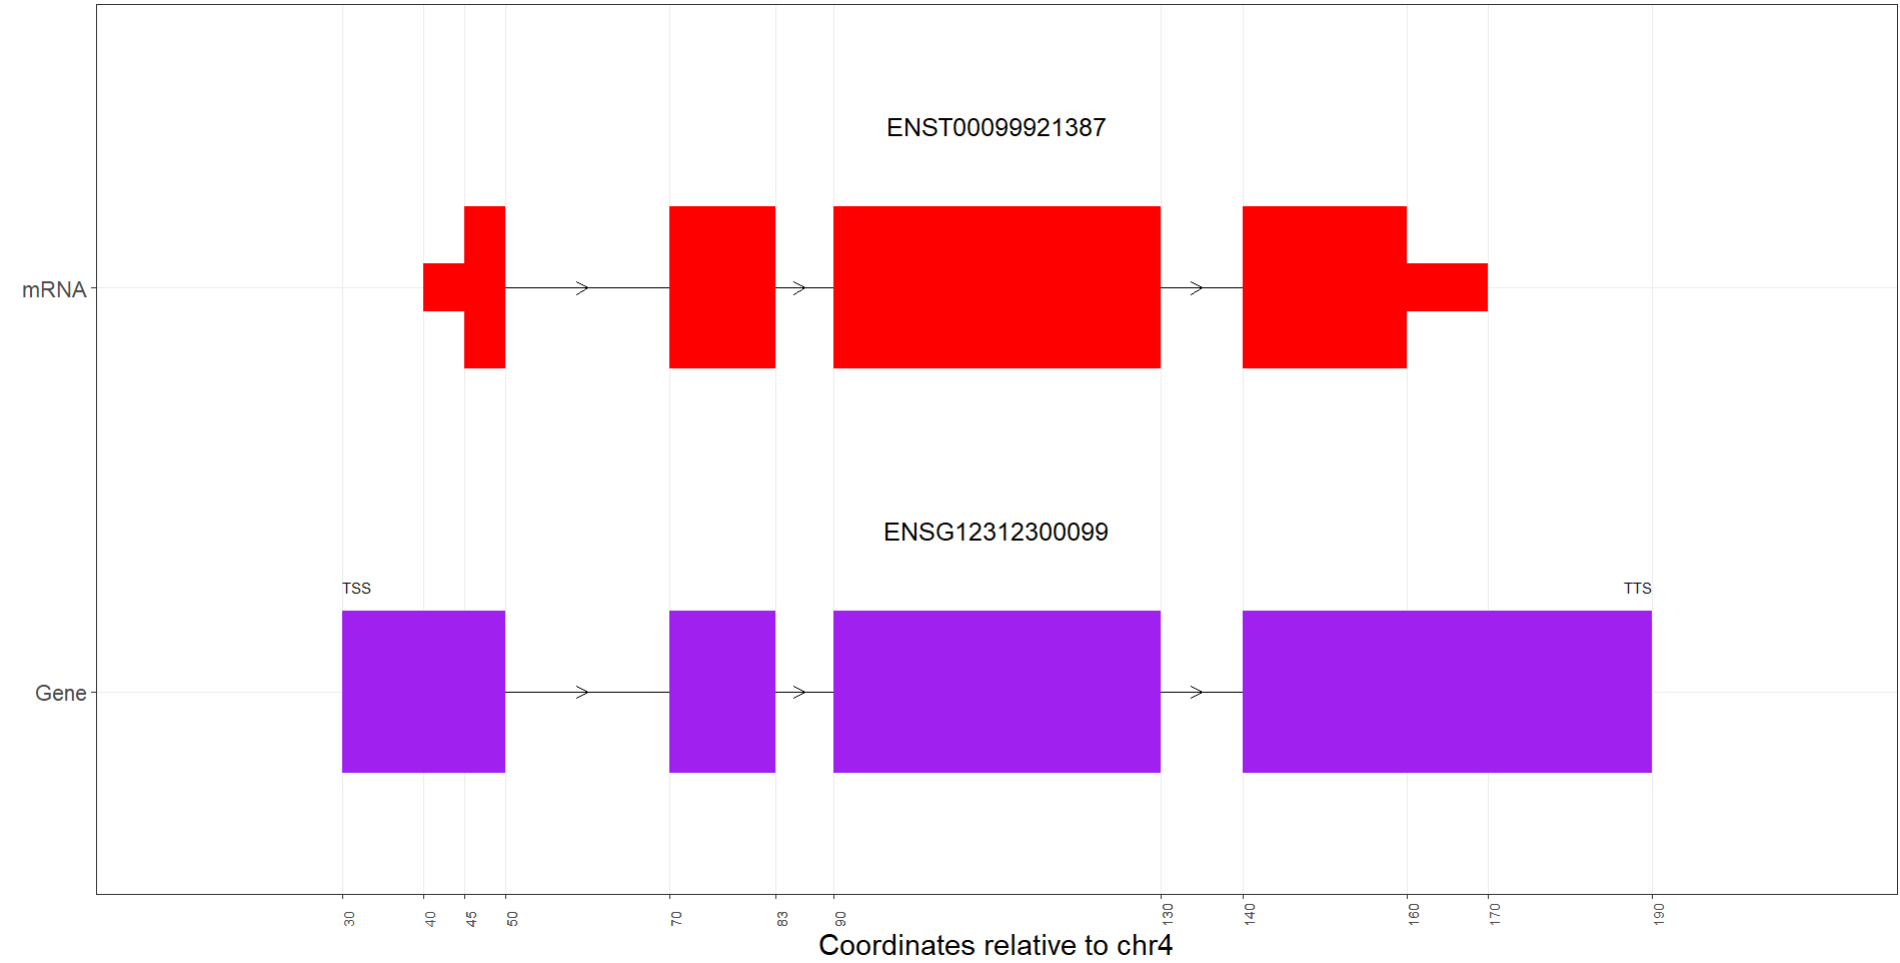 ENST00099921387
mRNA
ENSG12312300099
TSS
TTS
Gene
30
40
45
50
70
83
90
130
140
160
170
190
Coordinates relative to chr4